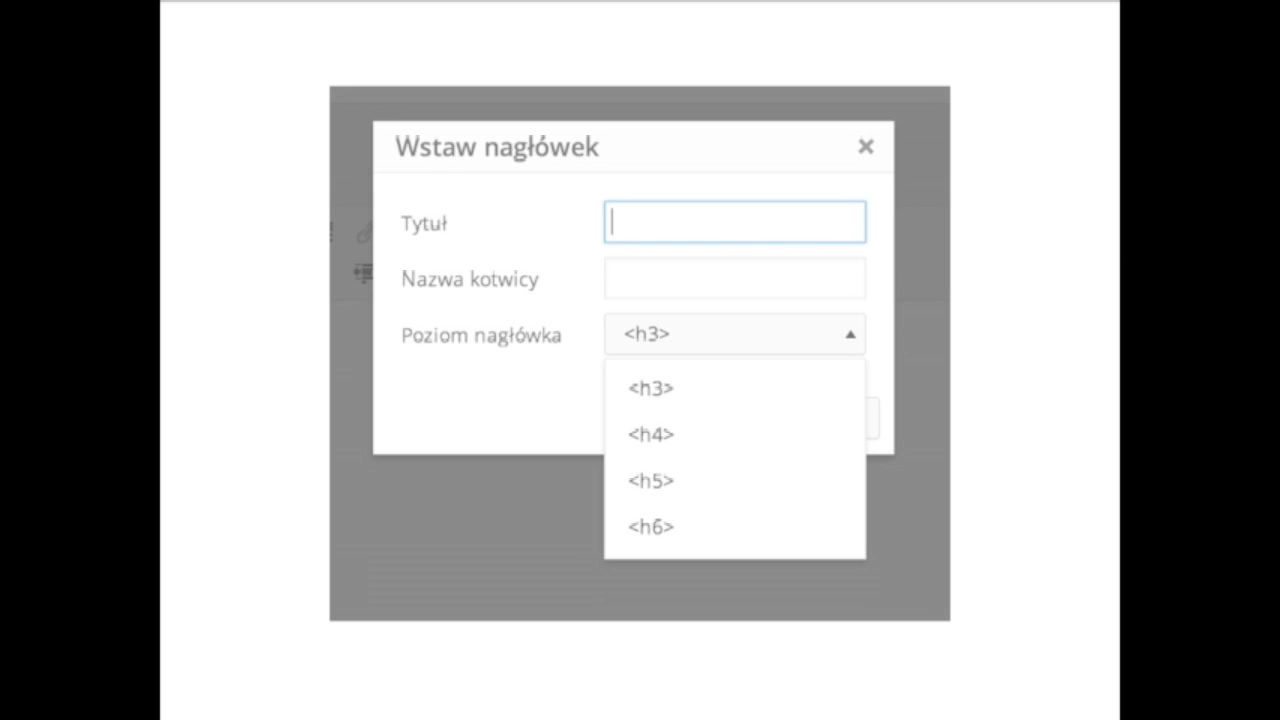 Wstaw nagłówek
Tytuł
Nazwa kotwicy
Poziom nagłówka <h3>
<h3>
<h4>
<h5>
<h6>